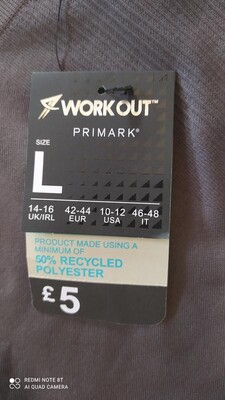 WORK OUT™
PRIMARK®
SIZE
L
14-16 42-44 10-12 46-48
UK/IRL EUR USA IT
PRODUCT MADE USING A
MINIMUM OF
50% RECYCLED
POLYESTER
£5
REDMI NOTE 8T
AI QUAD CAMERA